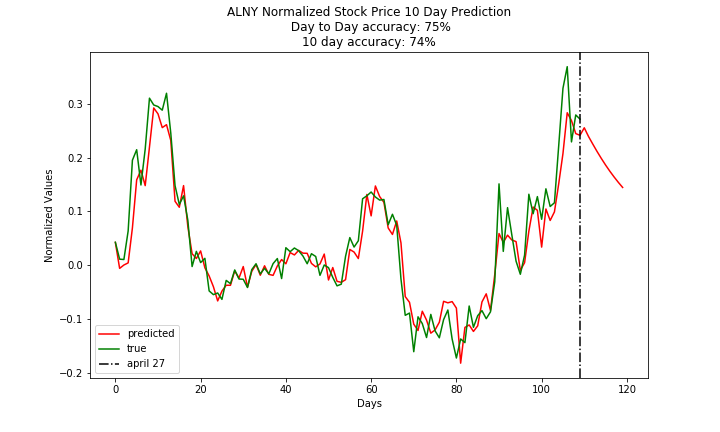 ALNY Normalized Stock Price 10 Day Prediction
Day to Day accuracy: 75%
10 day accuracy: 74%
Normalized Values
0.3
0.2
0.1
0.0
−0.1
−0.2
predicted
true
april 27
0 20 40 60 80 100 120
Days